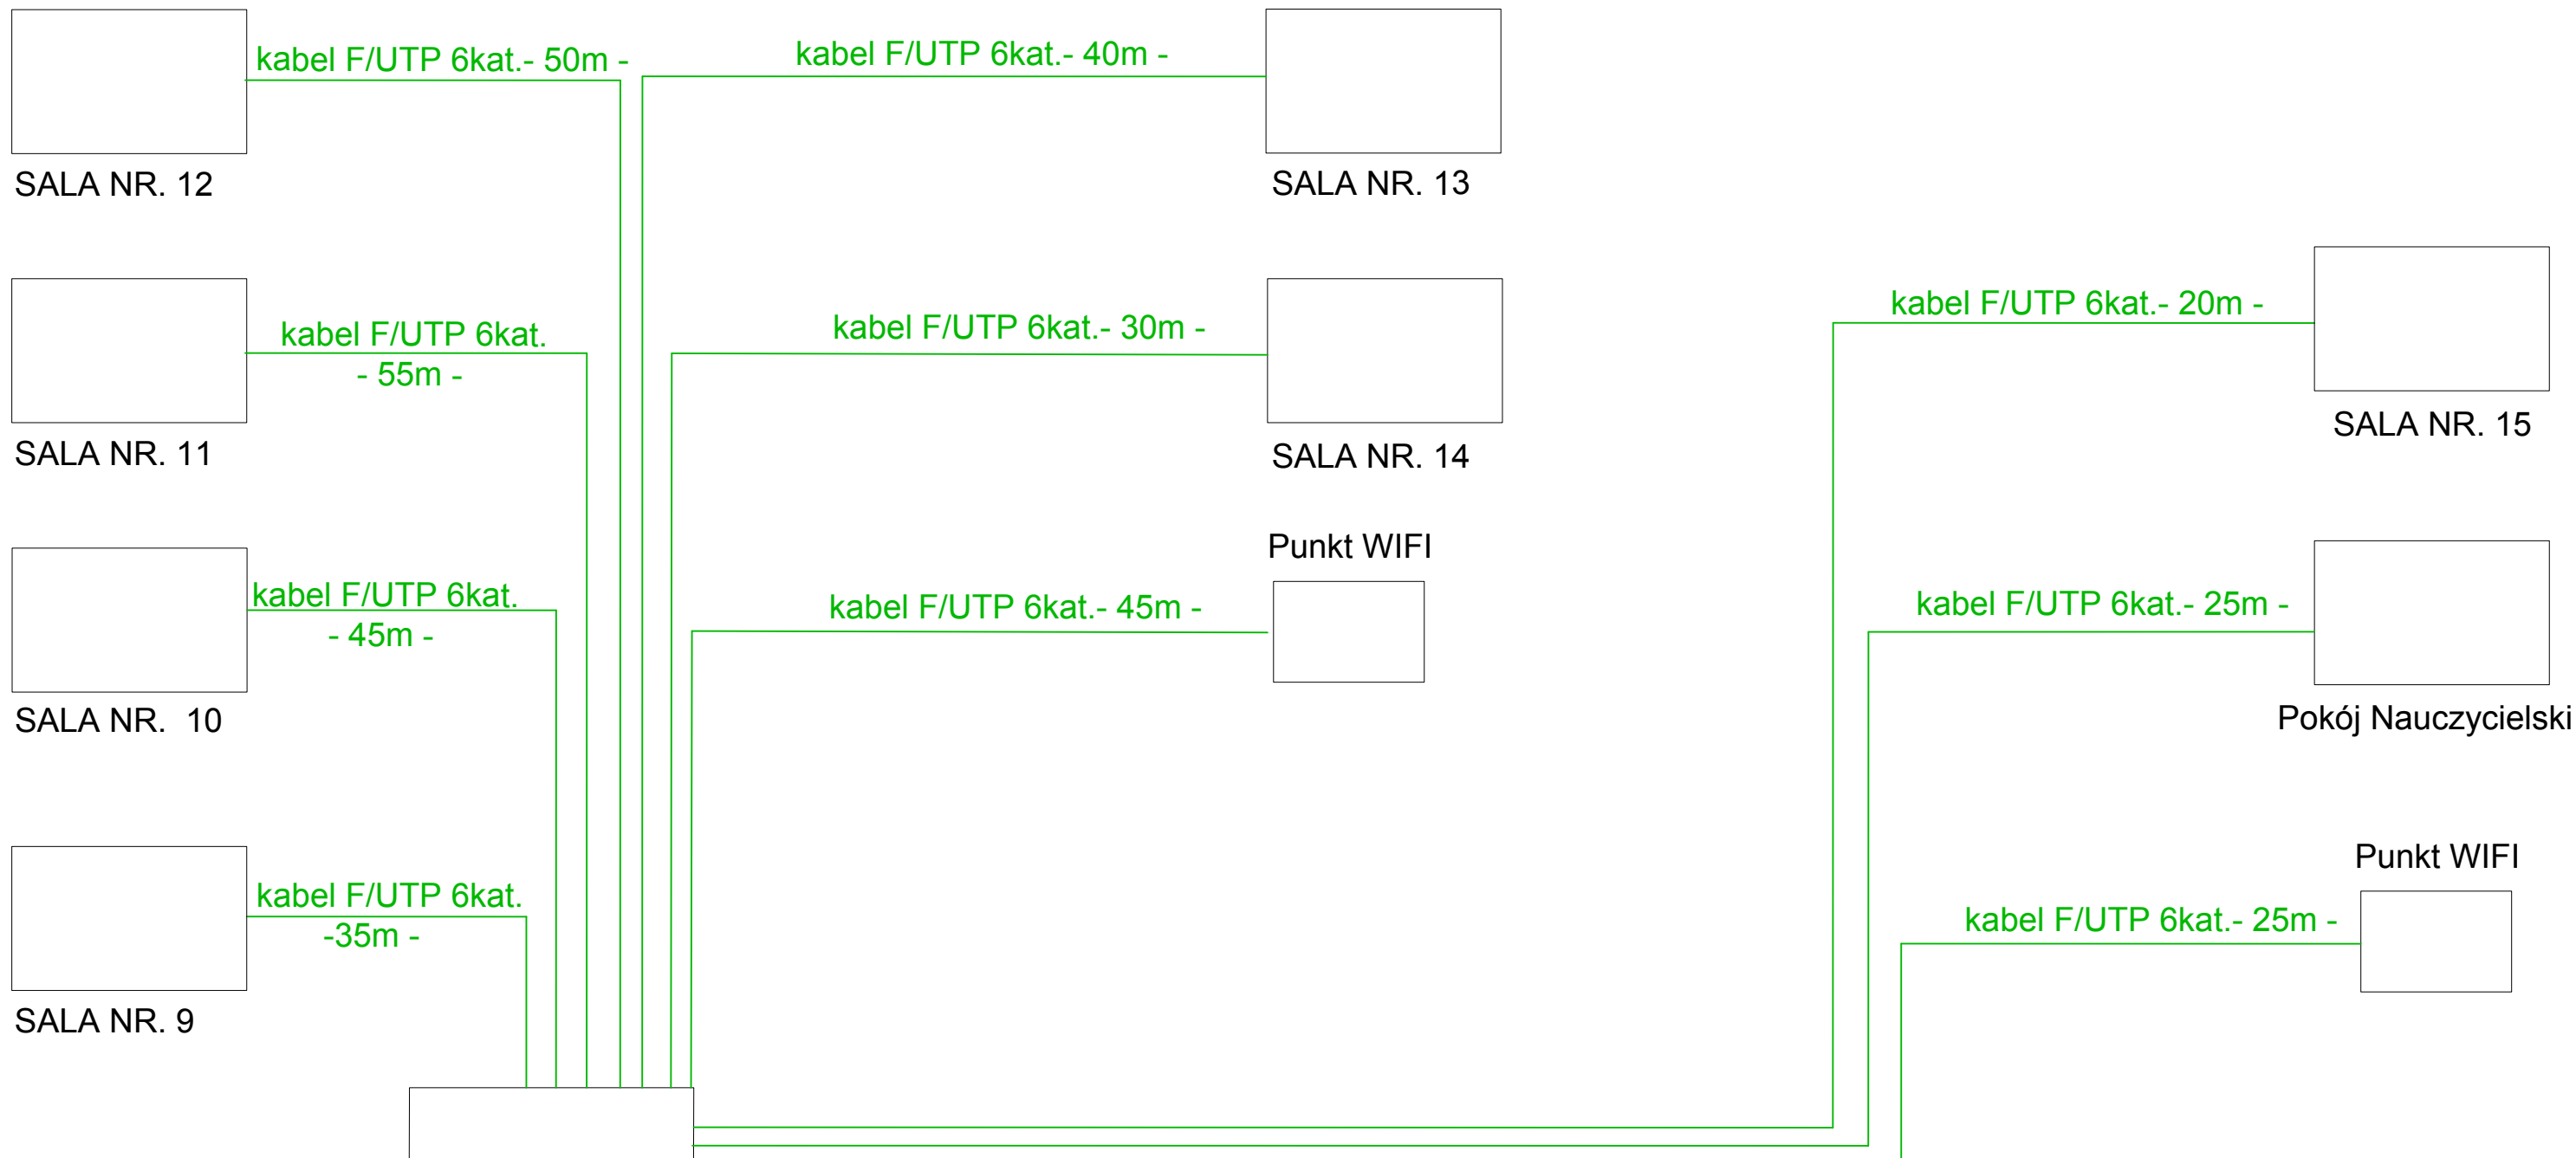 kabel F/UTP 6kat.- 50m -
SALA NR. 12
kabel F/UTP 6kat.- 40m -
SALA NR. 13
kabel F/UTP 6kat.
- 55m -
SALA NR. 11
kabel F/UTP 6kat.- 30m -
SALA NR. 14
kabel F/UTP 6kat.- 20m -
SALA NR. 15
kabel F/UTP 6kat.
- 45m -
SALA NR.  10
Punkt WIFI
kabel F/UTP 6kat.- 45m -
kabel F/UTP 6kat.- 25m -
Pokój Nauczycielski
kabel F/UTP 6kat.
-35m -
SALA NR. 9
Punkt WIFI
kabel F/UTP 6kat.- 25m -